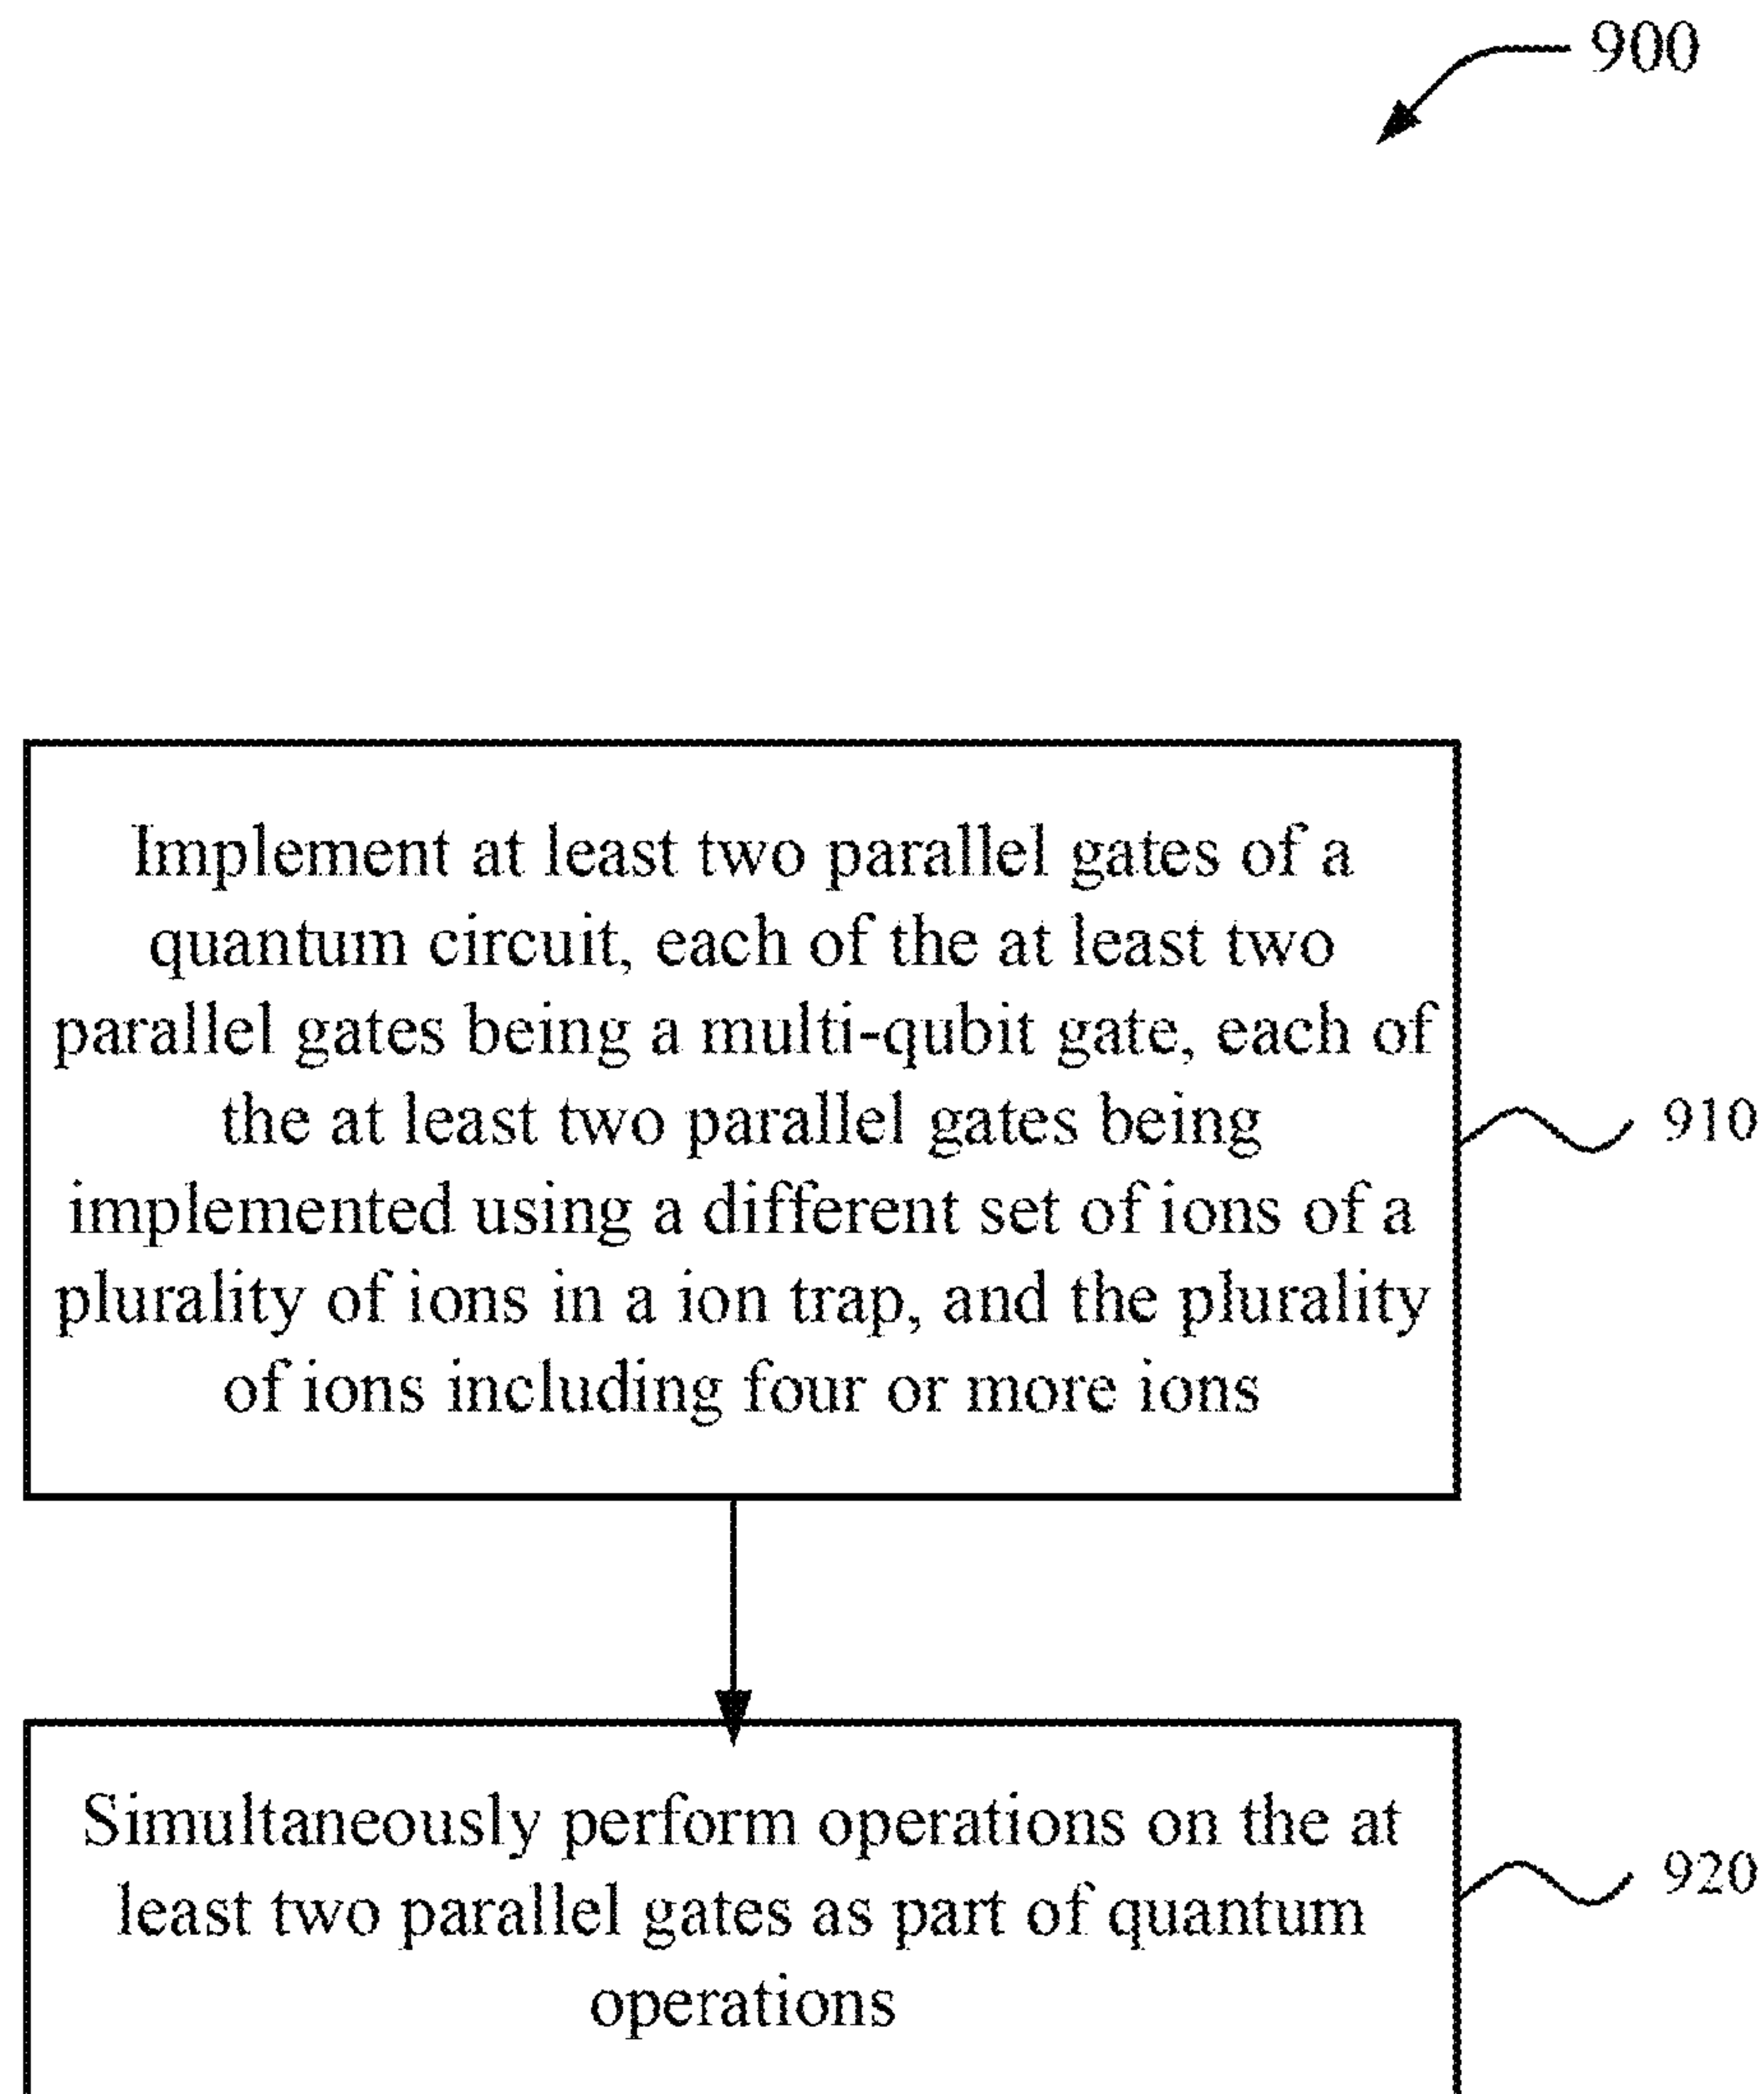 900
Implement at least two parallel gates of a
quantum circuit, each of the at least two
parallel gates being a multi-qubit gate, each of
the at least two parallel gates being
implemented using a different set of ions of a
plurality of ions in a ion trap, and the plurality
of ions including four or more ions
910
Simultaneously perform operations on the at
least two parallel gates as part of quantum
operations
920